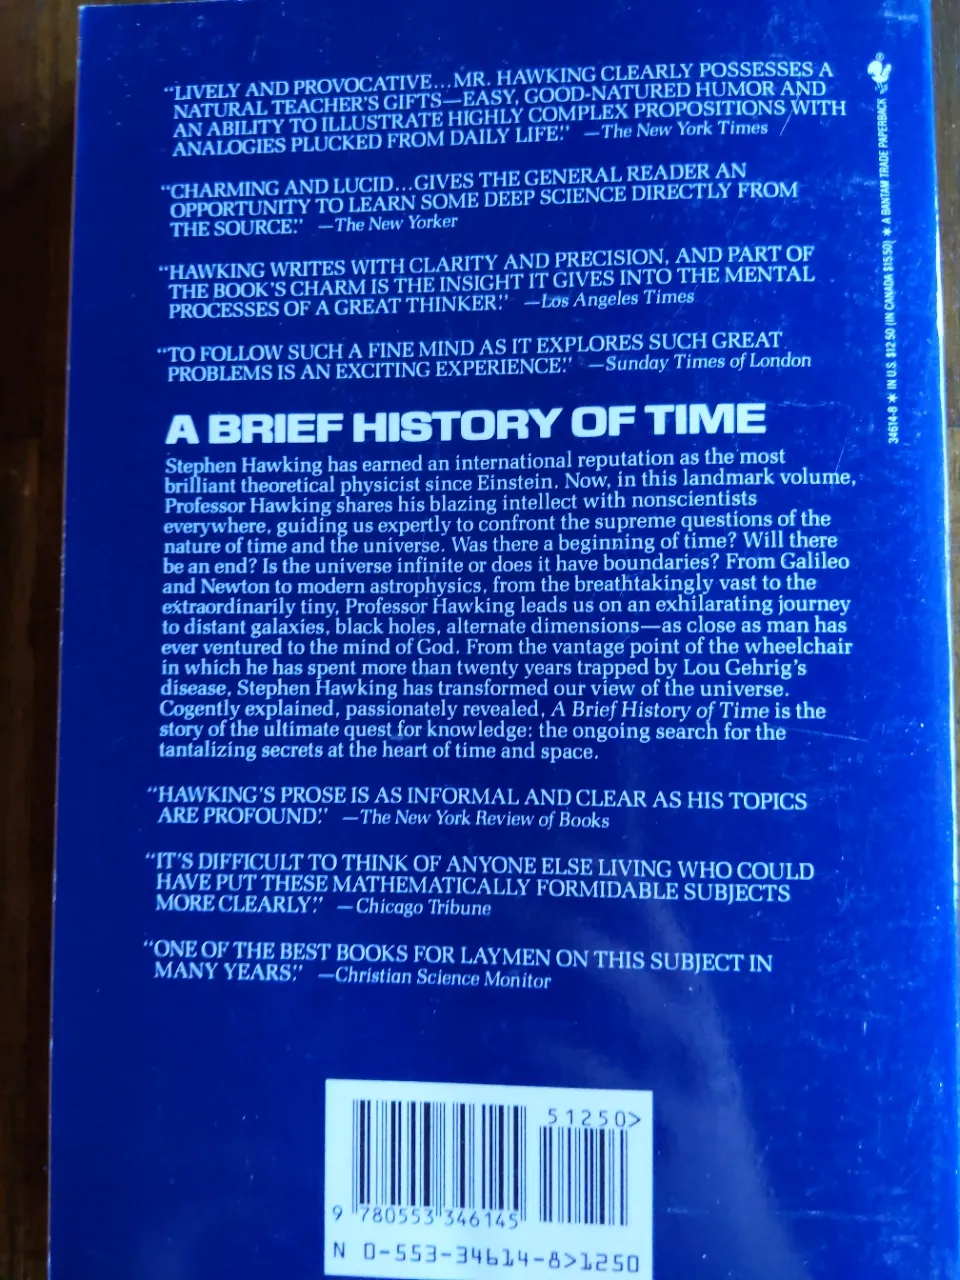 “LIVELY AND PROVOCATIVE...MR. HAWKING CLEARLY POSSESSES A
NATURAL TEACHER'S GIFTS—EASY, GOOD-NATURED HUMOR AND
AN ABILITY TO ILLUSTRATE HIGHLY COMPLEX PROPOSITIONS WITH
ANALOGIES PLUCKED FROM DAILY LIFE.” —The New York Times
“CHARMING AND LUCID...GIVES THE GENERAL READER AN
OPPORTUNITY TO LEARN SOME DEEP SCIENCE DIRECTLY FROM
THE SOURCE.” —The New Yorker
“HAWKING WRITES WITH CLARITY AND PRECISION, AND PART OF
THE BOOK'S CHARM IS THE INSIGHT IT GIVES INTO THE MENTAL
PROCESSES OF A GREAT THINKER.” —Los Angeles Times
“TO FOLLOW SUCH A FINE MIND AS IT EXPLORES SUCH GREAT
PROBLEMS IS AN EXCITING EXPERIENCE.” —Sunday Times of London
A BRIEF HISTORY OF TIME
Stephen Hawking has earned an international reputation as the most
brilliant theoretical physicist since Einstein. Now, in this landmark volume,
Professor Hawking shares his blazing intellect with nonscientists
everywhere, guiding us expertly to confront the supreme questions of the
nature of time and the universe. Was there a beginning of time? Will there
be an end? Is the universe infinite or does it have boundaries? From Galileo
and Newton to modern astrophysics, from the breathtakingly vast to the
extraordinarily tiny, Professor Hawking leads us on an exhilarating journey
to distant galaxies, black holes, alternate dimensions—as close as man has
ever ventured to the mind of God. From the vantage point of the wheelchair
in which he has spent more than twenty years trapped by Lou Gehrig's
disease, Stephen Hawking has transformed our view of the universe.
Cogently explained, passionately revealed, A Brief History of Time is the
story of the ultimate quest for knowledge: the ongoing search for the
tantalizing secrets at the heart of time and space.
“HAWKING'S PROSE IS AS INFORMAL AND CLEAR AS HIS TOPICS
ARE PROFOUND.” —The New York Review of Books
“IT'S DIFFICULT TO THINK OF ANYONE ELSE LIVING WHO COULD
HAVE PUT THESE MATHEMATICALLY FORMIDABLE SUBJECTS
MORE CLEARLY.” —Chicago Tribune
“ONE OF THE BEST BOOKS FOR LAYMEN ON THIS SUBJECT IN
MANY YEARS.” —Christian Science Monitor
34614-8 ★ IN U.S. $12.50 (IN CANADA $15.50) ★ A BANTAM TRADE PAPERBACK
51250>
9 780553 346145
N 0-553-34614-8>1250